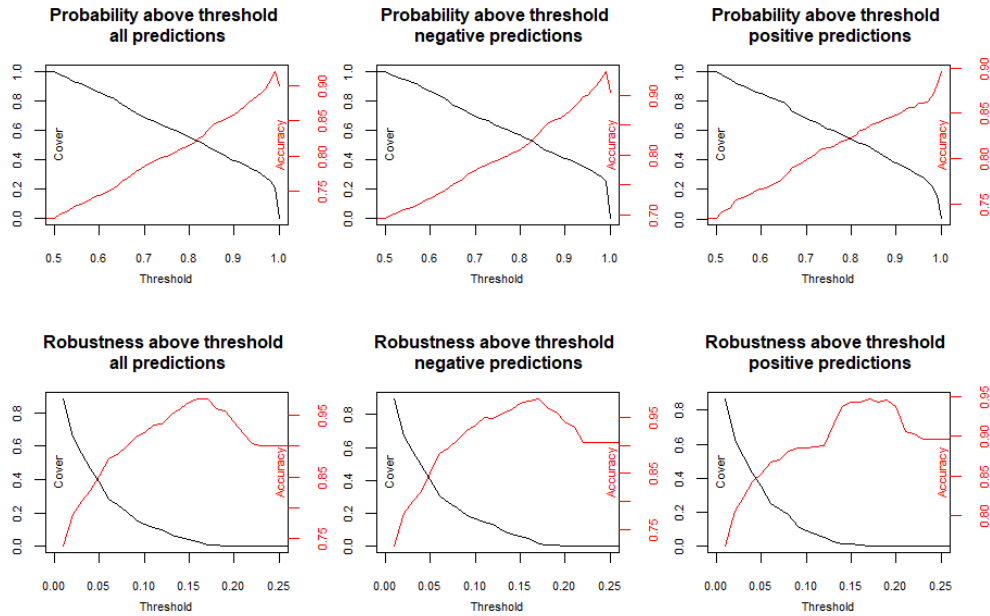 Probability above threshold
all predictions
1.0
0.8
0.6
0.4
0.2
0.0
Cover
0.90
0.85
0.80
0.75
Accuracy
0.5 0.6 0.7 0.8 0.9 1.0
Threshold
Probability above threshold
negative predictions
1.0
0.8
0.6
0.4
0.2
0.0
Cover
0.90
0.80
0.70
Accuracy
0.5 0.6 0.7 0.8 0.9 1.0
Threshold
Probability above threshold
positive predictions
1.0
0.8
0.6
0.4
0.2
0.0
Cover
0.90
0.85
0.80
0.75
Accuracy
0.5 0.6 0.7 0.8 0.9 1.0
Threshold
Robustness above threshold
all predictions
0.8
0.6
0.4
0.2
0.0
Cover
0.95
0.85
0.75
Accuracy
0.00 0.05 0.10 0.15 0.20 0.25
Threshold
Robustness above threshold
negative predictions
0.8
0.6
0.4
0.2
0.0
Cover
0.95
0.85
0.75
Accuracy
0.00 0.05 0.10 0.15 0.20 0.25
Threshold
Robustness above threshold
positive predictions
0.8
0.6
0.4
0.2
0.0
Cover
0.95
0.90
0.85
0.80
Accuracy
0.00 0.05 0.10 0.15 0.20 0.25
Threshold